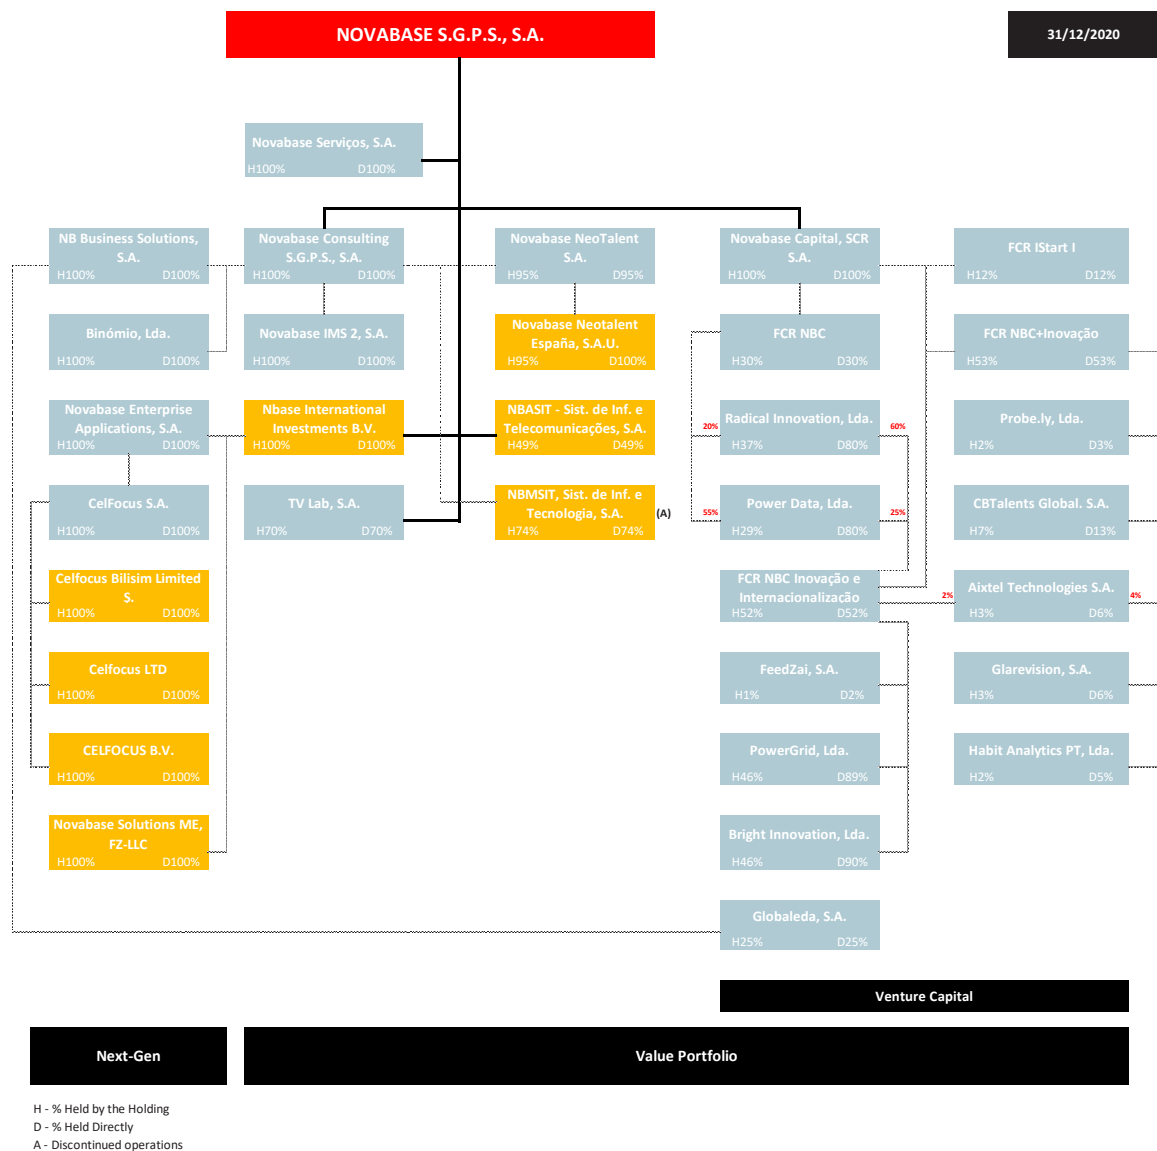 NOVABASE S.G.P.S., S.A.
31/12/2020
Novabase Serviços, S.A.
H100% D100%
NB Business Solutions,
S.A.
H100% D100%
Novabase Consulting
S.G.P.S., S.A.
H100% D100%
Novabase NeoTalent
S.A.
H95% D95%
Novabase Capital, SCR
S.A.
H100% D100%
FCR IStart I
H12% D12%
Binómio, Lda.
H100% D100%
Novabase IMS 2, S.A.
H100% D100%
Novabase Neotalent
España, S.A.U.
H95% D100%
FCR NBC
H30% D30%
FCR NBC+Inovação
H53% D53%
Novabase Enterprise
Applications, S.A.
H100% D100%
Nbase International
Investments B.V.
H100% D100%
NBASIT - Sist. de Inf. e
Telecomunicações, S.A.
H49% D49%
20%
Radical Innovation, Lda.
H37% D80%
60%
Probe.ly, Lda.
H2% D3%
CelFocus S.A.
H100% D100%
TV Lab, S.A.
H70% D70%
NBMSIT, Sist. de Inf. e
Tecnologia, S.A.
H74% D74%
(A)
55%
Power Data, Lda.
H29% D80%
25%
CBTalents Global. S.A.
H7% D13%
Celfocus Bilisim Limited
S.
H100% D100%
FCR NBC Inovação e
Internacionalização
H52% D52%
2%
Aixtel Technologies S.A.
H3% D6%
4%
Celfocus LTD
H100% D100%
FeedZai, S.A.
H1% D2%
Glarevision, S.A.
H3% D6%
CELFOCUS B.V.
H100% D100%
PowerGrid, Lda.
H46% D89%
Habit Analytics PT, Lda.
H2% D5%
Novabase Solutions ME,
FZ-LLC
H100% D100%
Bright Innovation, Lda.
H46% D90%
Globaleda, S.A.
H25% D25%
Venture Capital
Next-Gen
Value Portfolio
H - % Held by the Holding
D - % Held Directly
A - Discontinued operations